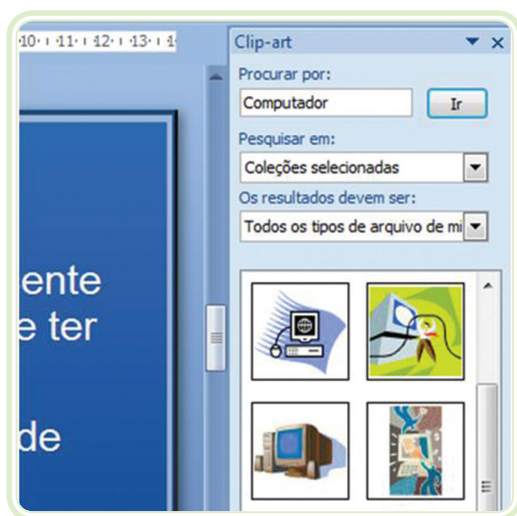 10 11 12 13
Clip-art
Procurar por:
Computador
Ir
Pesquisar em:
Coleções selecionadas
Os resultados devem ser:
Todos os tipos de arquivo de mi
ente
e ter
de